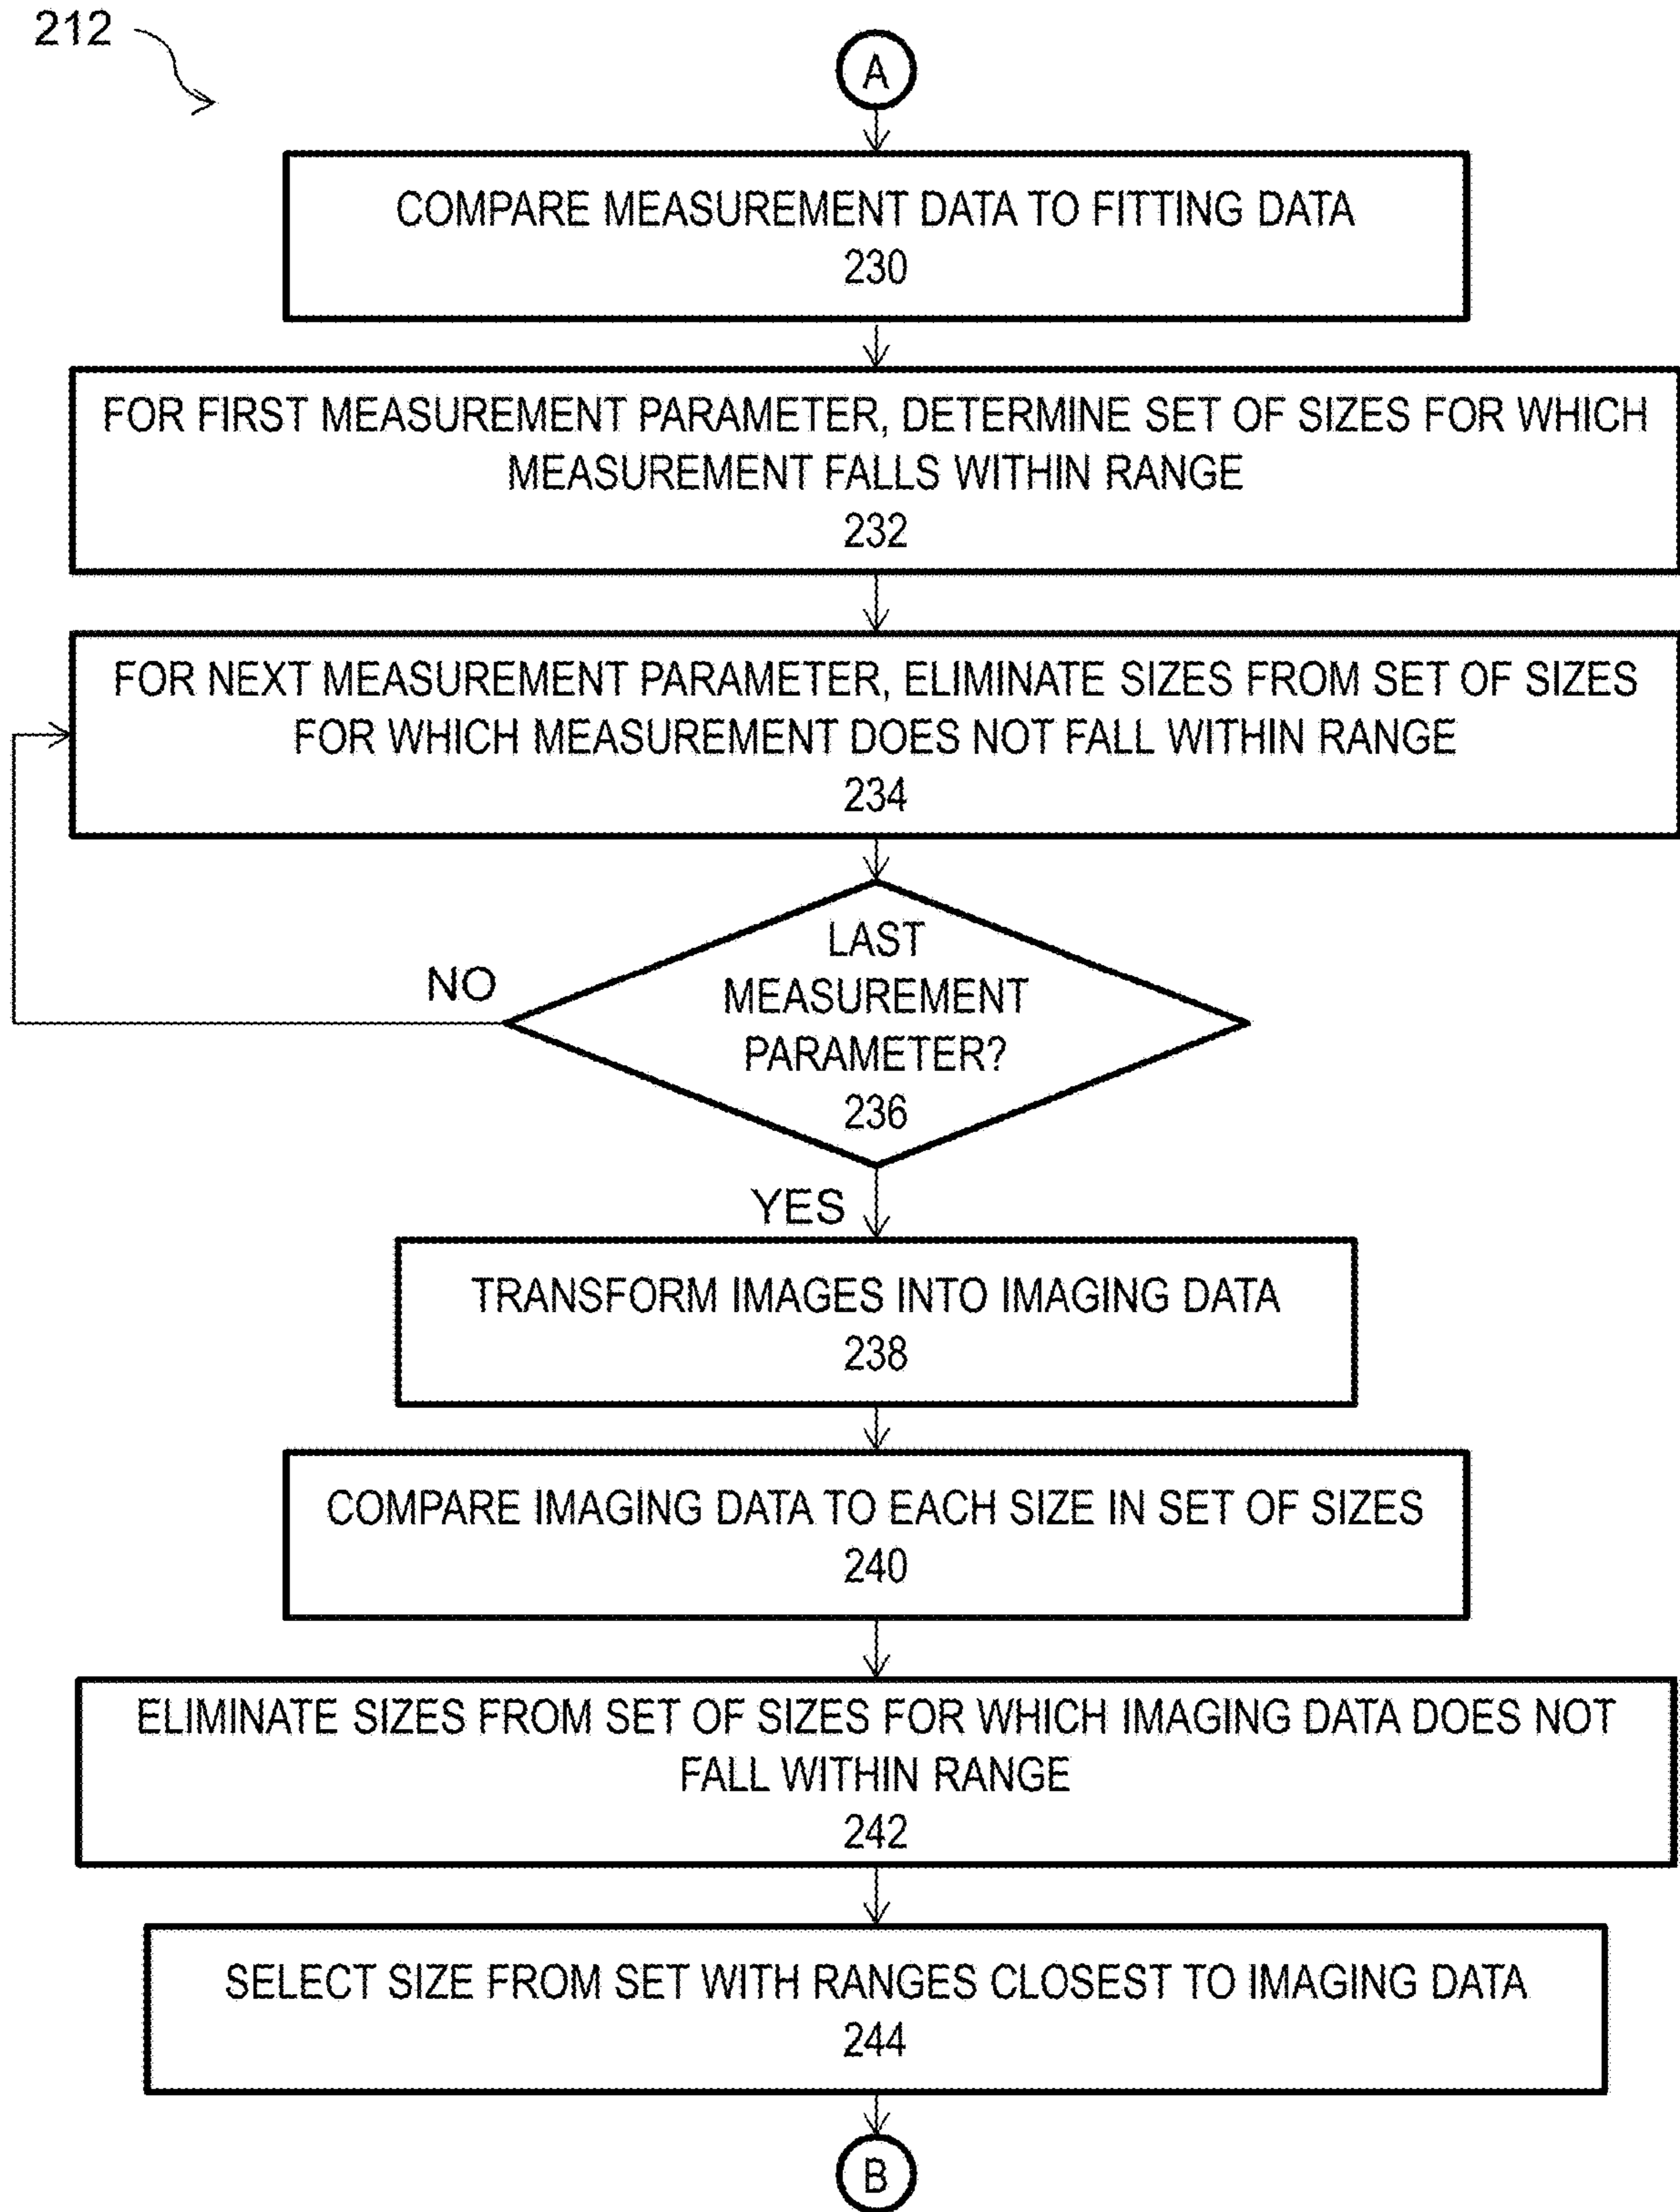 212
A
COMPARE MEASUREMENT DATA TO FITTING DATA
230
FOR FIRST MEASUREMENT PARAMETER, DETERMINE SET OF SIZES FOR WHICH
MEASUREMENT FALLS WITHIN RANGE
232
FOR NEXT MEASUREMENT PARAMETER, ELIMINATE SIZES FROM SET OF SIZES
FOR WHICH MEASUREMENT DOES NOT FALL WITHIN RANGE
234
LAST
MEASUREMENT
PARAMETER?
236
NO
YES
TRANSFORM IMAGES INTO IMAGING DATA
238
COMPARE IMAGING DATA TO EACH SIZE IN SET OF SIZES
240
ELIMINATE SIZES FROM SET OF SIZES FOR WHICH IMAGING DATA DOES NOT
FALL WITHIN RANGE
242
SELECT SIZE FROM SET WITH RANGES CLOSEST TO IMAGING DATA
244
B